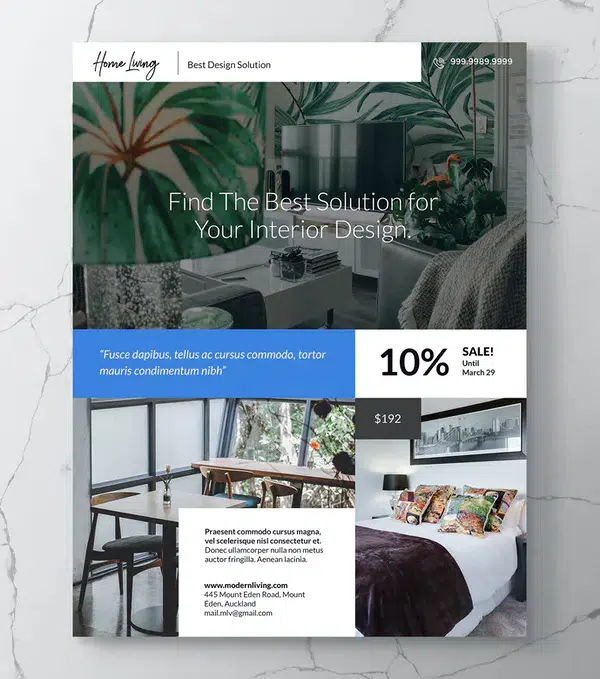 Home Living
Best Design Solution
999.9989.9999
Find The Best Solution for
Your Interior Design.
“Fusce dapibus, tellus ac cursus commodo, tortor
mauris condimentum nibh”
10%
SALE!
Until
March 29
$192
Praesent commodo cursus magna,
vel scelerisque nisl consectetur et.
Donec ullamcorper nulla non metus
auctor fringilla. Aenean lacinia.
www.modernliving.com
445 Mount Eden Road, Mount
Eden, Auckland
mail.mlv@gmail.com